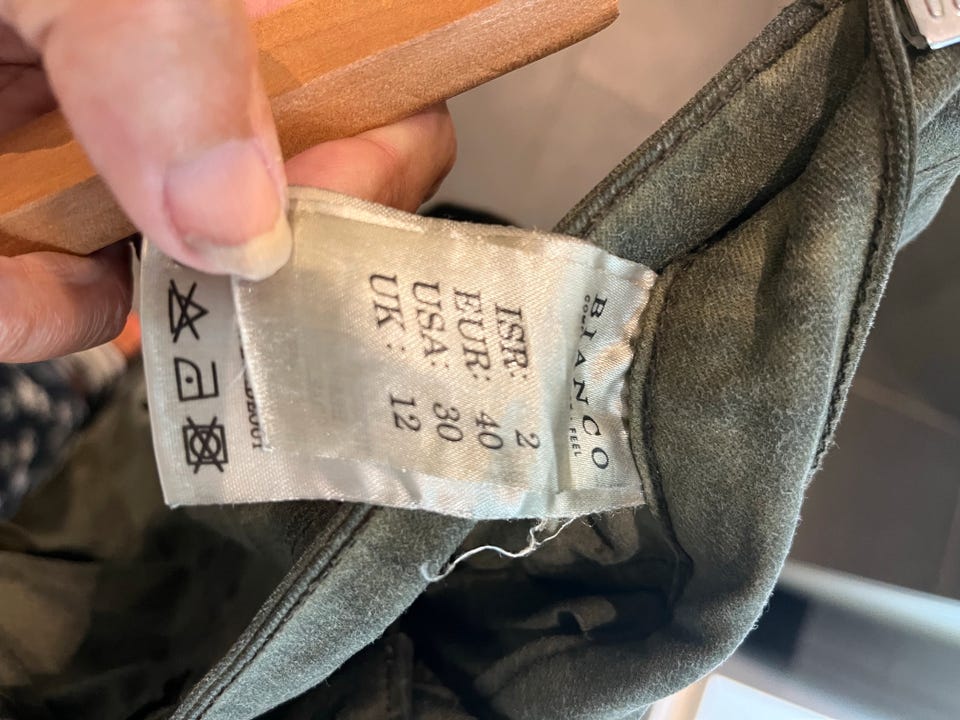 BIANCO
ISR: 2
EUR: 40
USA: 30
UK: 12